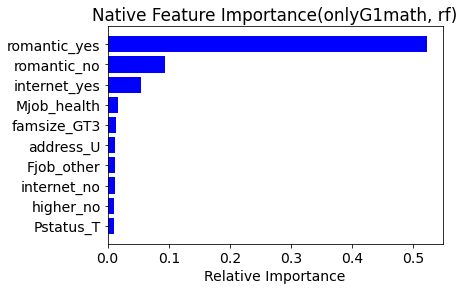 Native Feature Importance(onlyG1math, rf)
romantic_yes
romantic_no
internet_yes
Mjob_health
famsize_GT3
address_U
Fjob_other
internet_no
higher_no
Pstatus_T
0.0 0.1 0.2 0.3 0.4 0.5
Relative Importance